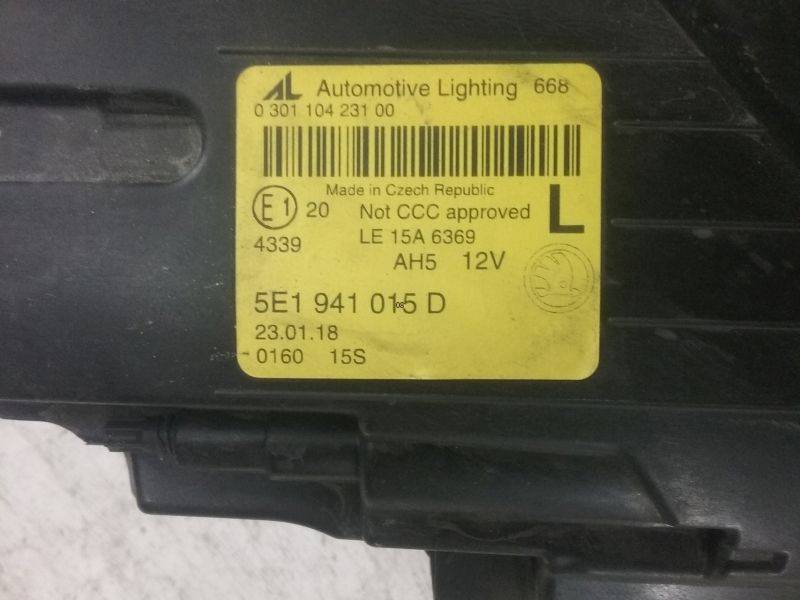 AL Automotive Lighting 668
0 301 104 231 00
Made in Czech Republic
E1 20 Not CCC approved L
4339 LE 15A 6369
AH5 12V
5E1 941 015 D
08
23.01.18
0160 15S